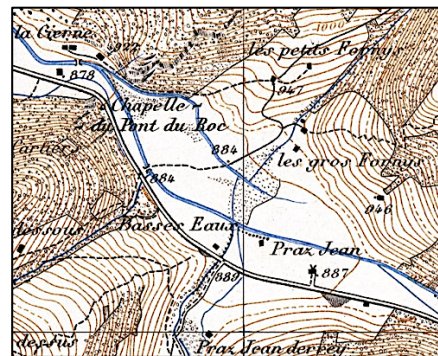 la Cierne
les petits Fornys
1000
878
947
Chapelle
du Pont du Roc
884
les gros Fornys
884
946
dessous
Basses Eaux
Praz Jean
889
887
dessus
Praz Jean derrey